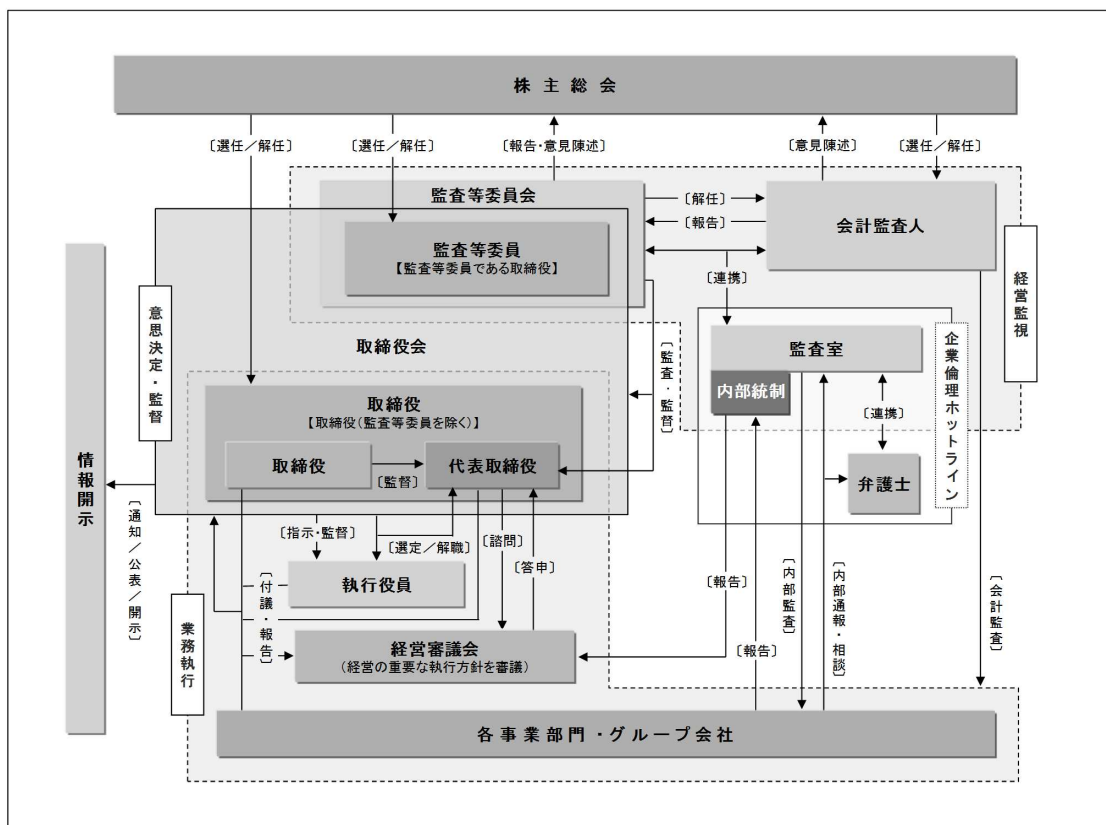 株主総会
〔選任／解任〕
〔選任／解任〕
〔報告・意見陳述〕
〔意見陳述〕
〔選任／解任〕
監査等委員会
監査等委員
【監査等委員である取締役】
〔解任〕
〔報告〕
〔連携〕
会計監査人
経営監視
意思決定・監督
取締役会
〔監査・監督〕
監査室
内部統制
企業倫理ホットライン
〔連携〕
弁護士
取締役
【取締役(監査等委員を除く)】
取締役
〔監督〕
代表取締役
情報開示
〔通知／公表／開示〕
〔指示・監督〕
〔選定／解職〕
〔諮問〕
〔答申〕
執行役員
〔付議・報告〕
業務執行
経営審議会
(経営の重要な執行方針を審議)
〔報告〕
〔報告〕
〔内部監査〕
〔内部通報・相談〕
〔会計監査〕
各事業部門・グループ会社